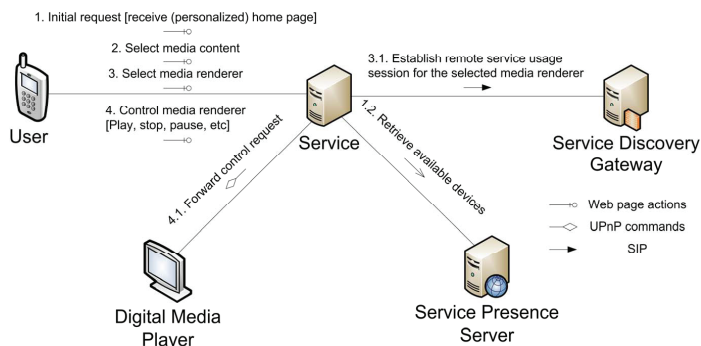 1. Initial request [receive (personalized) home page]
2. Select media content
3. Select media renderer
4. Control media renderer
[Play, stop, pause, etc]
3.1. Establish remote service usage
session for the selected media renderer
User
Service
Service Discovery
Gateway
1.2. Retrieve available devices
4.1. Forward control request
Web page actions
UPnP commands
SIP
Digital Media
Player
Service Presence
Server